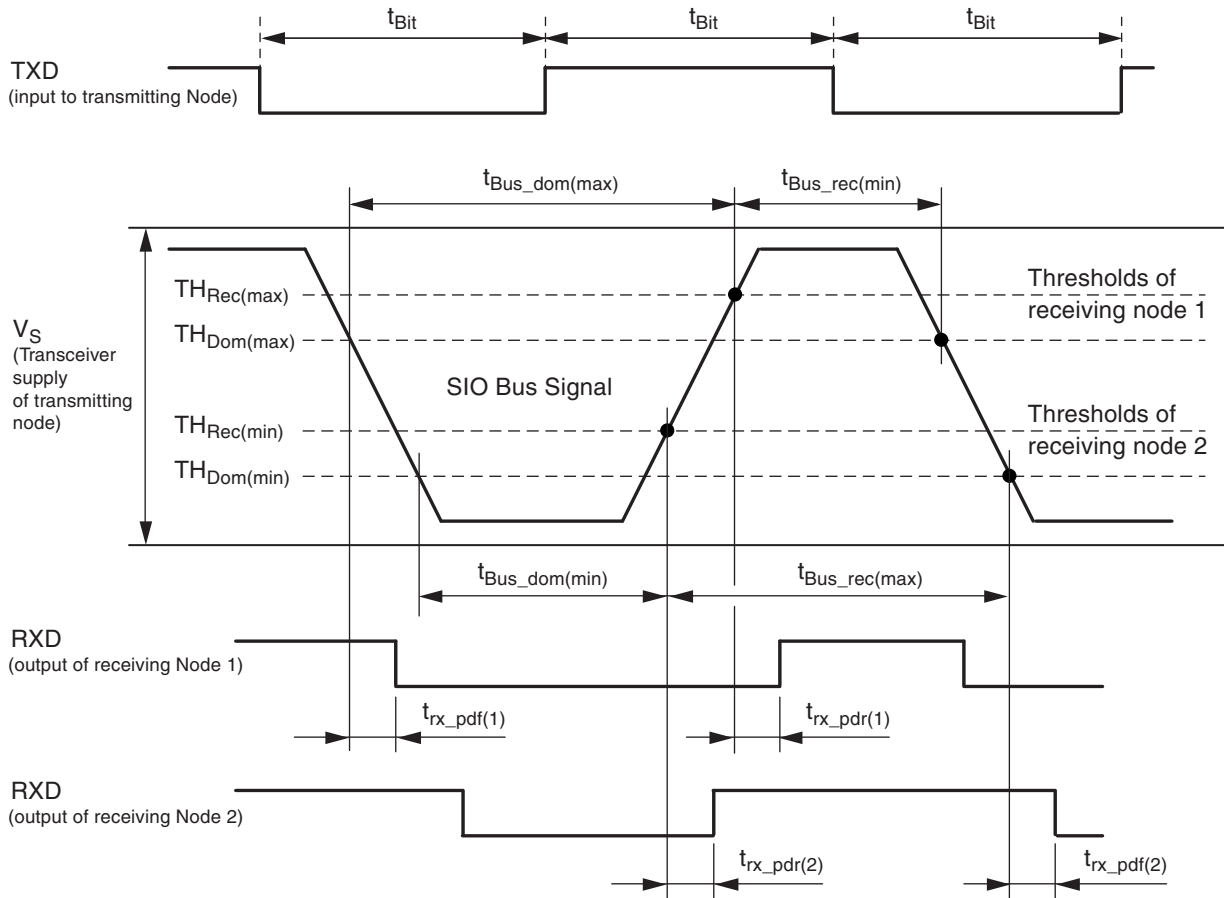 tBit tBit tBit
TXD
(input to transmitting Node)
tBus_dom(max) tBus_rec(min)
THRec(max)
THDom(max)
Thresholds of
receiving node 1
VS
(Transceiver
supply
of transmitting
node)
SIO Bus Signal
THRec(min)
THDom(min)
Thresholds of
receiving node 2
tBus_dom(min) tBus_rec(max)
RXD
(output of receiving Node 1)
trx_pdf(1) trx_pdr(1)
RXD
(output of receiving Node 2)
trx_pdr(2) trx_pdf(2)